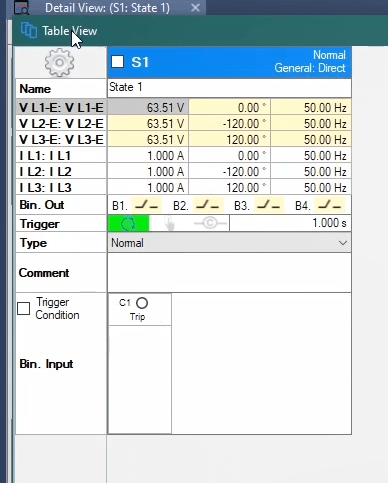 Detail View: (S1: State 1)
Table View
S1
Normal
General: Direct
Name State 1
V L1-E: V L1-E 63.51 V 0.00 ° 50.00 Hz
V L2-E: V L2-E 63.51 V -120.00 ° 50.00 Hz
V L3-E: V L3-E 63.51 V 120.00 ° 50.00 Hz
I L1: I L1 1.000 A 0.00 ° 50.00 Hz
I L2: I L2 1.000 A -120.00 ° 50.00 Hz
I L3: I L3 1.000 A 120.00 ° 50.00 Hz
Bin. Out B1. B2. B3. B4.
Trigger 1.000 s
Type Normal
Comment
Trigger Condition C1
Trip
Bin. Input